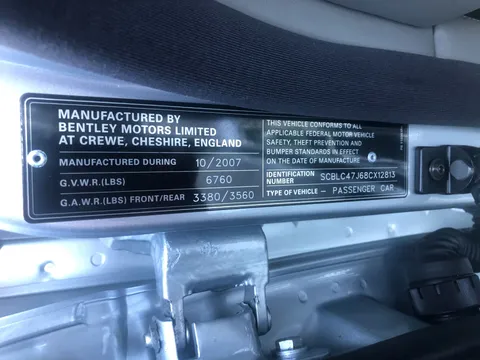 MANUFACTURED BY
BENTLEY MOTORS LIMITED
AT CREWE, CHESHIRE, ENGLAND
MANUFACTURED DURING 10/2007
G.V.W.R.(LBS) 6760
G.A.W.R.(LBS) FRONT/REAR 3380/3560
THIS VEHICLE CONFORMS TO ALL
APPLICABLE FEDERAL MOTOR VEHICLE
SAFETY, THEFT PREVENTION AND
BUMPER STANDARDS IN EFFECT
ON THE DATE OF MANUFACTURE
IDENTIFICATION
NUMBER SCBLC47J68CX12813
TYPE OF VEHICLE - PASSENGER CAR